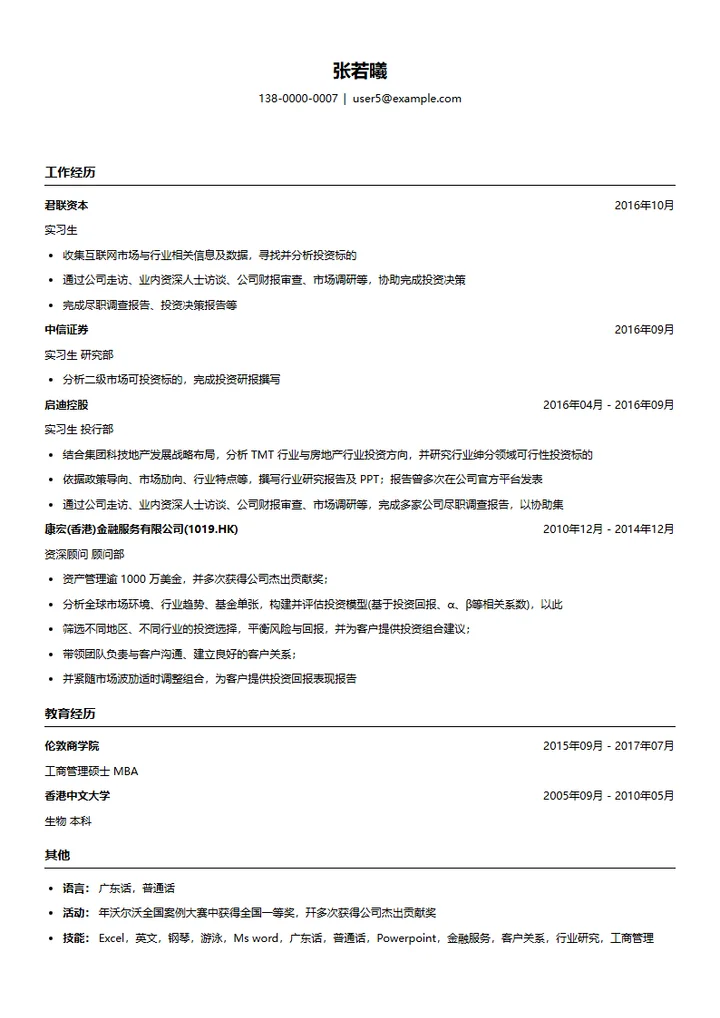 张若曦
138-0000-0007 | user5@example.com
工作经历
君联资本 2016年10月
实习生
• 收集互联网市场与行业相关信息及数据，寻找并分析投资标的
• 通过公司走访、业内资深人士访谈、公司财报审查、市场调研等，协助完成投资决策
• 完成尽职调查报告、投资决策报告等
中信证券 2016年09月
实习生 研究部
• 分析二级市场可投资标的，完成投资研报撰写
启迪控股 2016年04月 - 2016年09月
实习生 投行部
• 结合集团科技地产发展战略布局，分析 TMT 行业与房地产行业投资方向，并研究行业绅分领域可行性投资标的
• 依据政策导向、市场劢向、行业特点等，撰写行业研究报告及 PPT；报告曾多次在公司官方平台发表
• 通过公司走访、业内资深人士访谈、公司财报审查、市场调研等，完成多家公司尽职调查报告，以协助集
康宏(香港)金融服务有限公司(1019.HK) 2010年12月 - 2014年12月
资深顾问 顾问部
• 资产管理逾 1000 万美金，并多次获得公司杰出贡献奖；
• 分析全球市场环境、行业趋势、基金单张，构建并评估投资模型(基于投资回报、α、β等相关系数)，以此
• 筛选不同地区、不同行业的投资选择，平衡风险与回报，并为客户提供投资组合建议；
• 带领团队负责与客户沟通、建立良好的客户关系；
• 并紧随市场波劢适时调整组合，为客户提供投资回报表现报告
教育经历
伦敦商学院 2015年09月 - 2017年07月
工商管理硕士 MBA
香港中文大学 2005年09月 - 2010年05月
生物 本科
其他
• 语言： 广东话，普通话
• 活动： 年沃尔沃全国案例大赛中获得全国一等奖，幵多次获得公司杰出贡献奖
• 技能： Excel，英文，钢琴，游泳，Ms word，广东话，普通话，Powerpoint，金融服务，客户关系，行业研究，工商管理